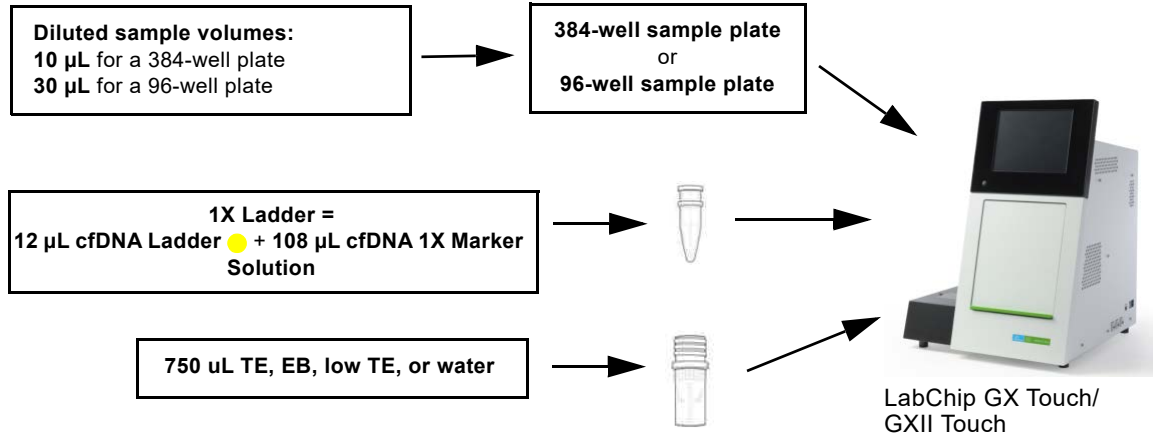 Diluted sample volumes:
10 µL for a 384-well plate
30 µL for a 96-well plate
384-well sample plate
or
96-well sample plate
1X Ladder =
12 µL cfDNA Ladder + 108 µL cfDNA 1X Marker
Solution
750 uL TE, EB, low TE, or water
LabChip GX Touch/
GXII Touch